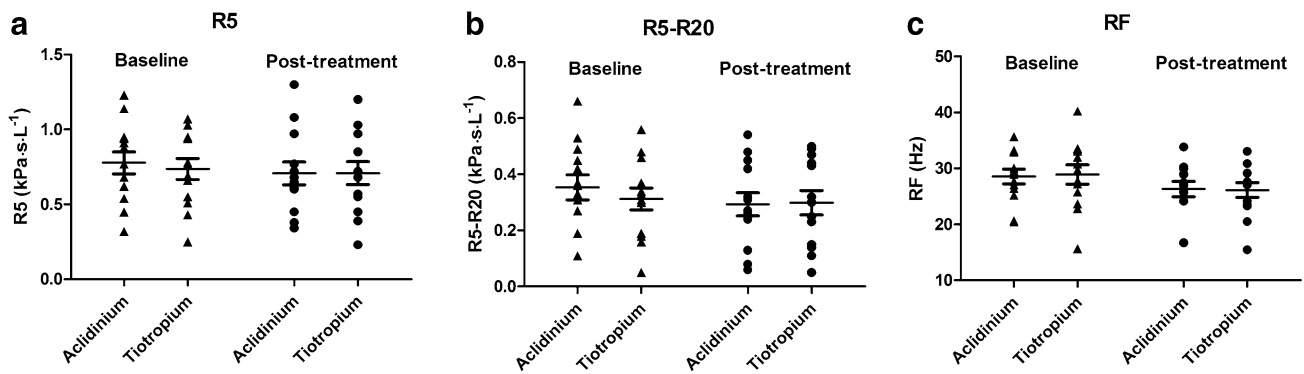 a
R5
R5 (kPa·s·L⁻¹)
1.5
1.0
0.5
0.0
Baseline
Post-treatment
Aclidinium
Tiotropium
Aclidinium
Tiotropium
b
R5-R20
R5-R20 (kPa·s·L⁻¹)
0.8
0.6
0.4
0.2
0.0
Baseline
Post-treatment
Aclidinium
Tiotropium
Aclidinium
Tiotropium
c
RF
RF (Hz)
50
40
30
20
10
Baseline
Post-treatment
Aclidinium
Tiotropium
Aclidinium
Tiotropium